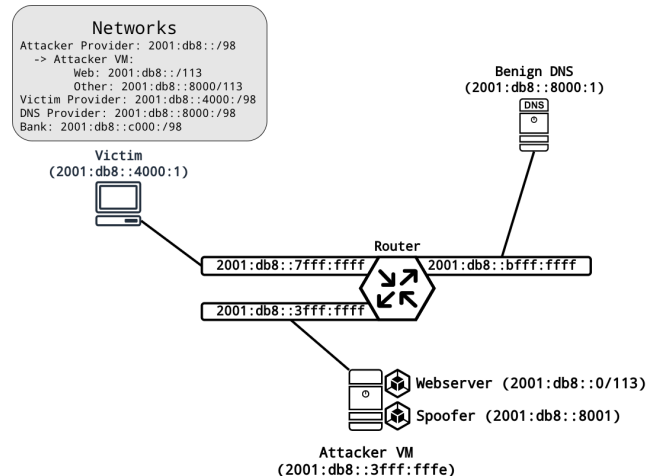 Networks
Attacker Provider: 2001:db8::/98
-> Attacker VM:
Web: 2001:db8::/113
Other: 2001:db8::8000/113
Victim Provider: 2001:db8::4000:/98
DNS Provider: 2001:db8::8000:/98
Bank: 2001:db8::c000:/98
Benign DNS
(2001:db8::8000:1)
DNS
Victim
(2001:db8::4000:1)
Router
2001:db8::7fff:ffff
2001:db8::bfff:ffff
2001:db8::3fff:ffff
Webserver (2001:db8::0/113)
Spoofer (2001:db8::8001)
Attacker VM
(2001:db8::3fff:fffe)